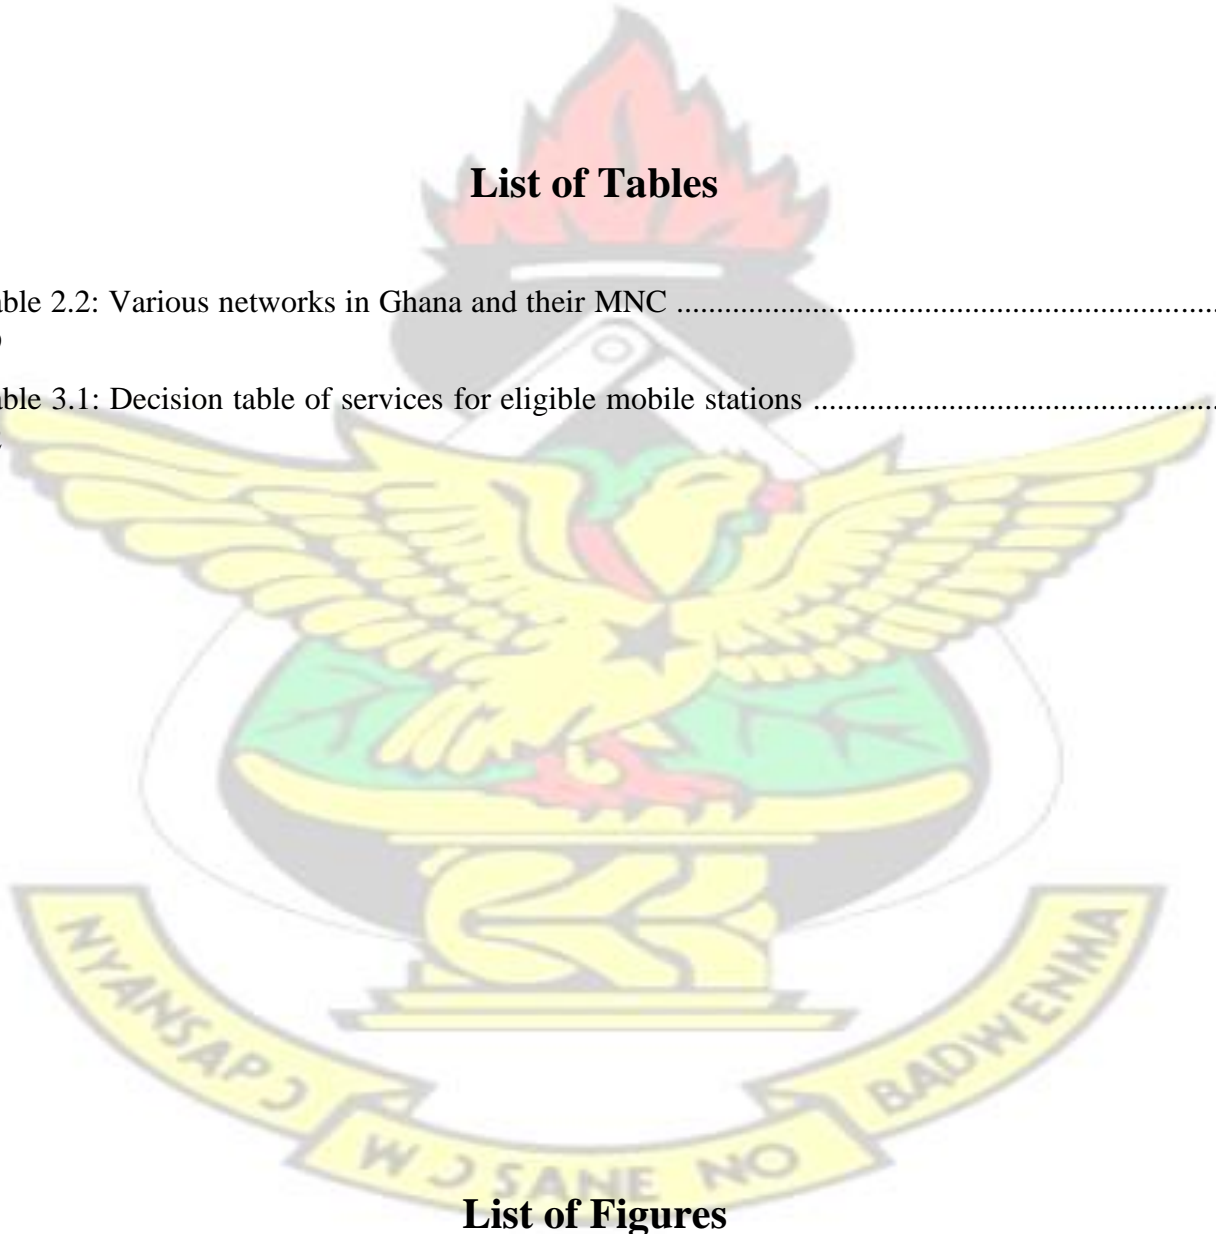 List of Tables
able 2.2: Various networks in Ghana and their MNC ....................................................................
able 3.1: Decision table of services for eligible mobile stations ...................................................
NYANSAPƆ
WƆSANE NO
BADWENMA
List of Figures